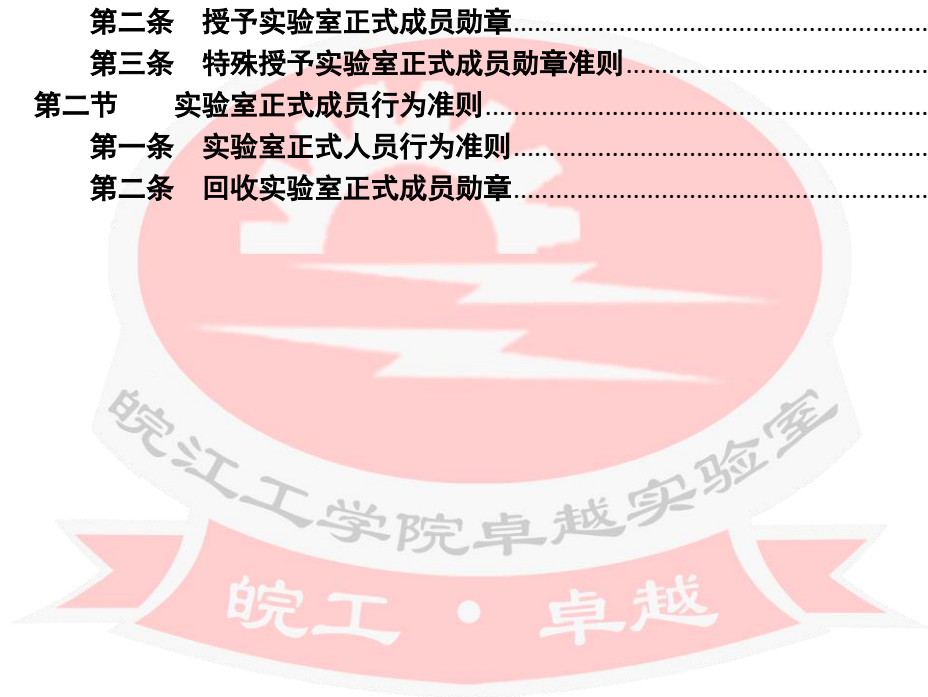 第二条 授予实验室正式成员勋章........................................................................
第三条 特殊授予实验室正式成员勋章准则....................................................
第二节 实验室正式成员行为准则........................................................................
第一条 实验室正式人员行为准则........................................................................
第二条 回收实验室正式成员勋章........................................................................
皖江工学院卓越实验室
皖工·卓越